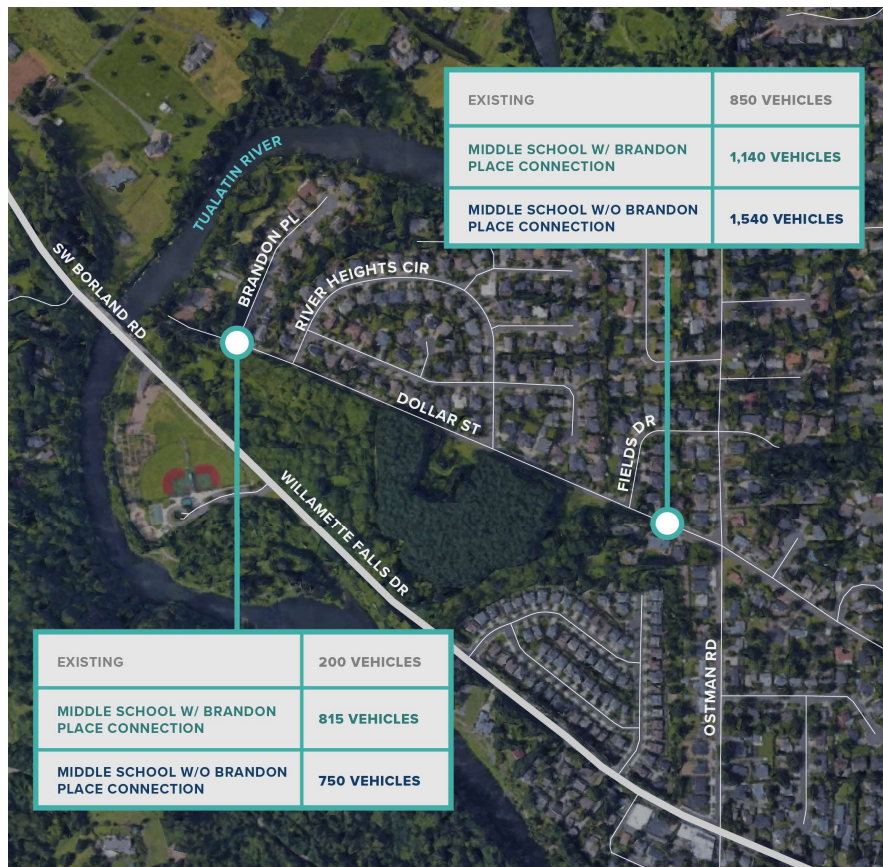 EXISTING
850 VEHICLES
MIDDLE SCHOOL W/ BRANDON
PLACE CONNECTION
1,140 VEHICLES
MIDDLE SCHOOL W/O BRANDON
PLACE CONNECTION
1,540 VEHICLES
TUALATIN RIVER
BRANDON PL
SW BORLAND RD
RIVER HEIGHTS CIR
DOLLAR ST
FIELDS DR
WILLAMETTE FALLS DR
OSTMAN RD
EXISTING
200 VEHICLES
MIDDLE SCHOOL W/ BRANDON
PLACE CONNECTION
815 VEHICLES
MIDDLE SCHOOL W/O BRANDON
PLACE CONNECTION
750 VEHICLES